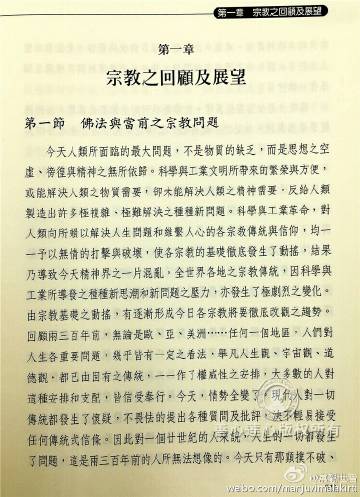 第一章　宗教之回顧及展望
第一章
宗教之回顧及展望
第一節　佛法與當前之宗教問題
今天人類所面臨的最大問題，不是物質的缺乏，而是思想之空
虛、徬徨與精神之無所依歸。科學與工業文明所帶來的繁榮與方便，
或能解決人類之物質需要，卻未能解決人類之精神需要，反給人類
製造出許多極複雜、極難解決之種種新問題。科學與工業革命，對
人類向所賴以解決人生問題和維繫人心的各宗教傳統與信仰，均一
一予以無情的打擊與破壞，使各宗教的基礎徹底發生了動搖，結果
乃導致今天精神界之一片混亂，全世界各地之宗教傳統，因科學與
工業所導發之種種新思潮和新問題之壓力，亦發生了極劇烈之變化。
由宗教基礎之動搖，有逐漸形成今日各宗教將要徹底改觀之趨勢。
回顧兩三百年前，無論是歐、亞、美洲……任何一個地區，人們對
人生各重要問題，幾乎皆有一定之看法，舉凡人生觀、宇宙觀、道
德觀，都已由固有之傳統，一一作了權威性之安排，大多數的人對
這種安排和支配，皆信受奉行，今天，情勢全變了，現代人對一切
傳統都發生了懷疑，不畏怯的提出各種質問及批評，決不輕易接受
任何傳統式信條。因此對一個廿世紀的人來說，人生的一切都發生
了問題，這是兩三百年前的人所無法想像的。今天只有那頑接不破、
http://weibo.com/marjuvinahkirti